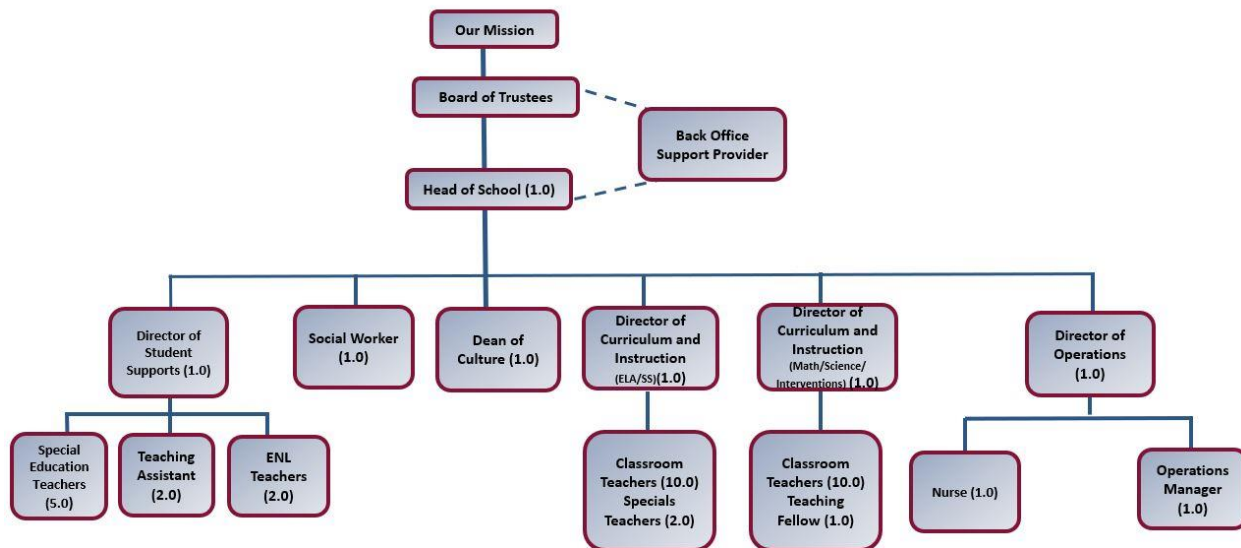 Our Mission
Board of Trustees
Back Office
Support Provider
Head of School (1.0)
Director of
Student
Supports (1.0)
Social Worker
(1.0)
Dean of
Culture (1.0)
Director of
Curriculum and
Instruction
(ELA/SS)(1.0)
Director of
Curriculum and
Instruction
(Math/Science/
Interventions) (1.0)
Director of
Operations
(1.0)
Special
Education
Teachers
(5.0)
Teaching
Assistant
(2.0)
ENL
Teachers
(2.0)
Classroom
Teachers (10.0)
Specials
Teachers (2.0)
Classroom
Teachers (10.0)
Teaching
Fellow (1.0)
Nurse (1.0)
Operations
Manager
(1.0)